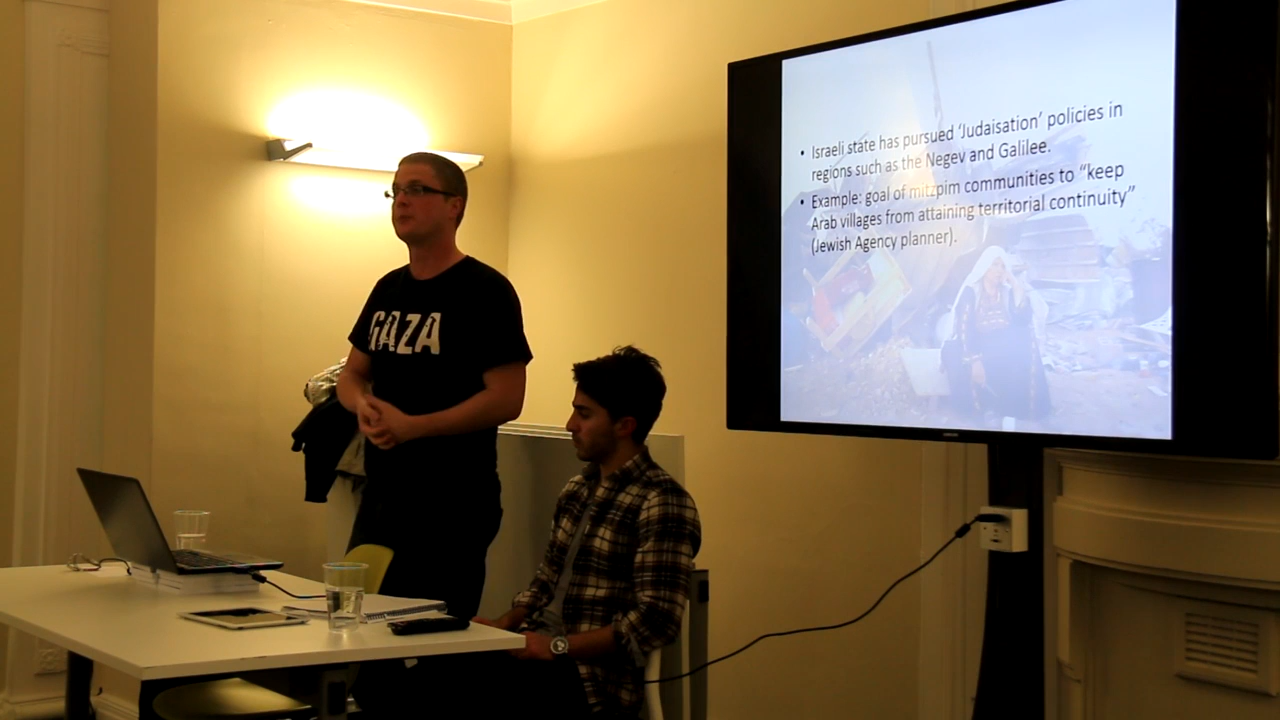 GAZA
• Israeli state has pursued ‘Judaisation’ policies in
regions such as the Negev and Galilee.
• Example: goal of mitzpim communities to “keep
Arab villages from attaining territorial continuity”
(Jewish Agency planner).